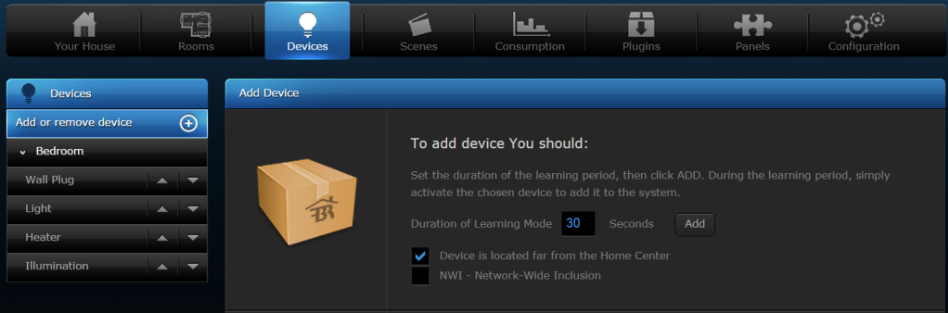 Your House Rooms Devices Scenes Consumption Plugins Panels Configuration
Devices
Add or remove device
Bedroom
Wall Plug
Light
Heater
Illumination
Add Device
To add device You should:
Set the duration of the learning period, then click ADD. During the learning period, simply
activate the chosen device to add it to the system.
Duration of Learning Mode 30 Seconds Add
Device is located far from the Home Center
NWI - Network-Wide Inclusion